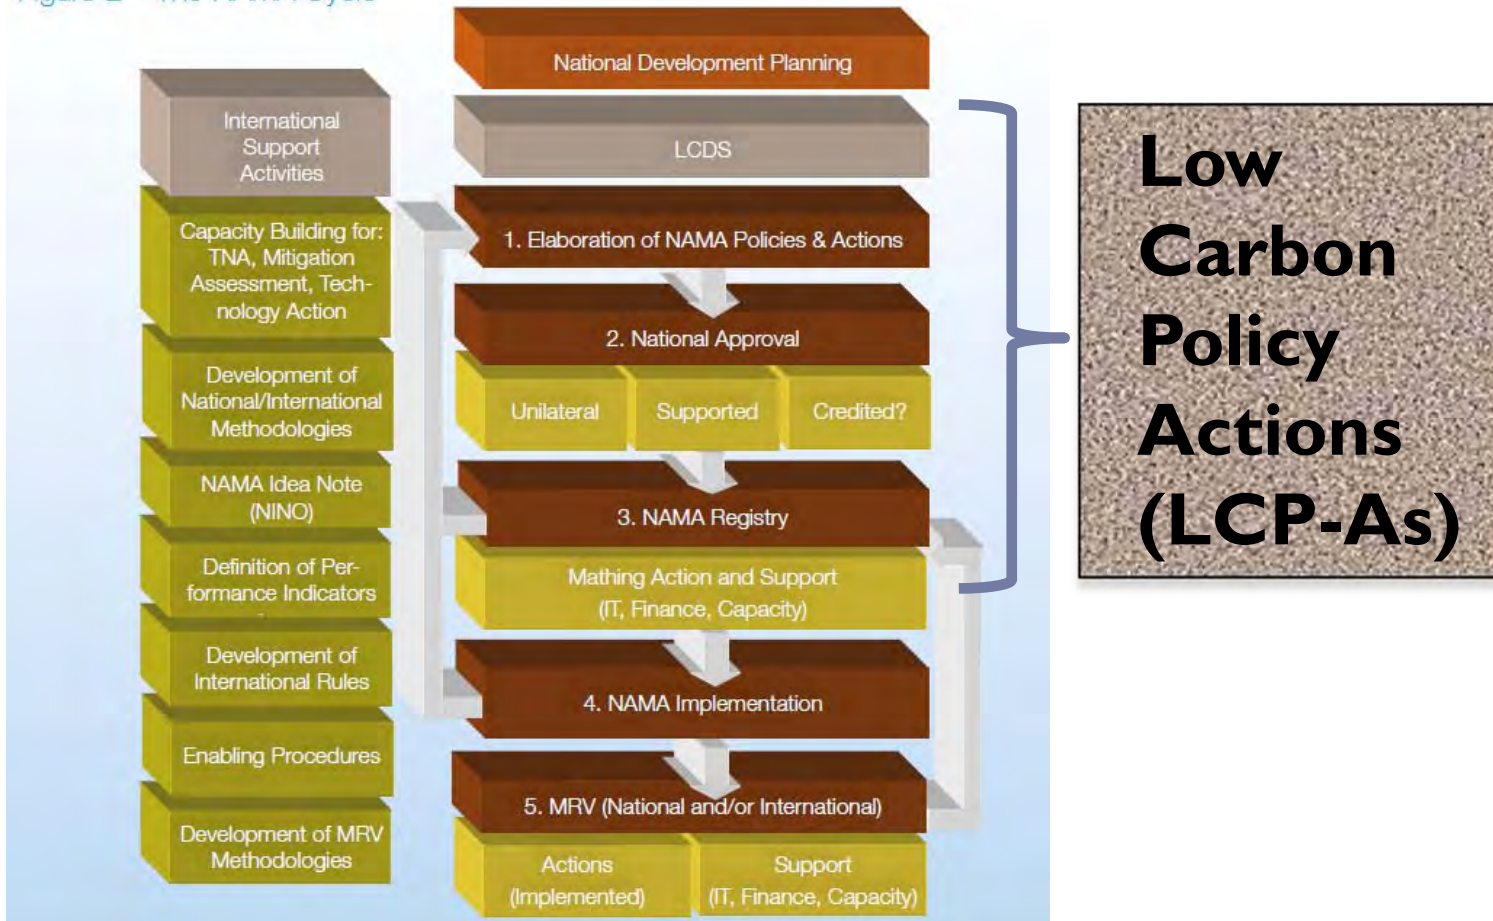 National Development Planning
International
Support
Activities
LCDS
Capacity Building for:
TNA, Mitigation
Assessment, Tech-
nology Action
Development of
National/International
Methodologies
NAMA Idea Note
(NINO)
Definition of Per-
formance Indicators
Development of
International Rules
Enabling Procedures
Development of MRV
Methodologies
1. Elaboration of NAMA Policies & Actions
2. National Approval
Unilateral
Supported
Credited?
3. NAMA Registry
Mathing Action and Support
(IT, Finance, Capacity)
4. NAMA Implementation
5. MRV (National and/or International)
Actions
(Implemented)
Support
(IT, Finance, Capacity)
Low
Carbon
Policy
Actions
(LCP-As)